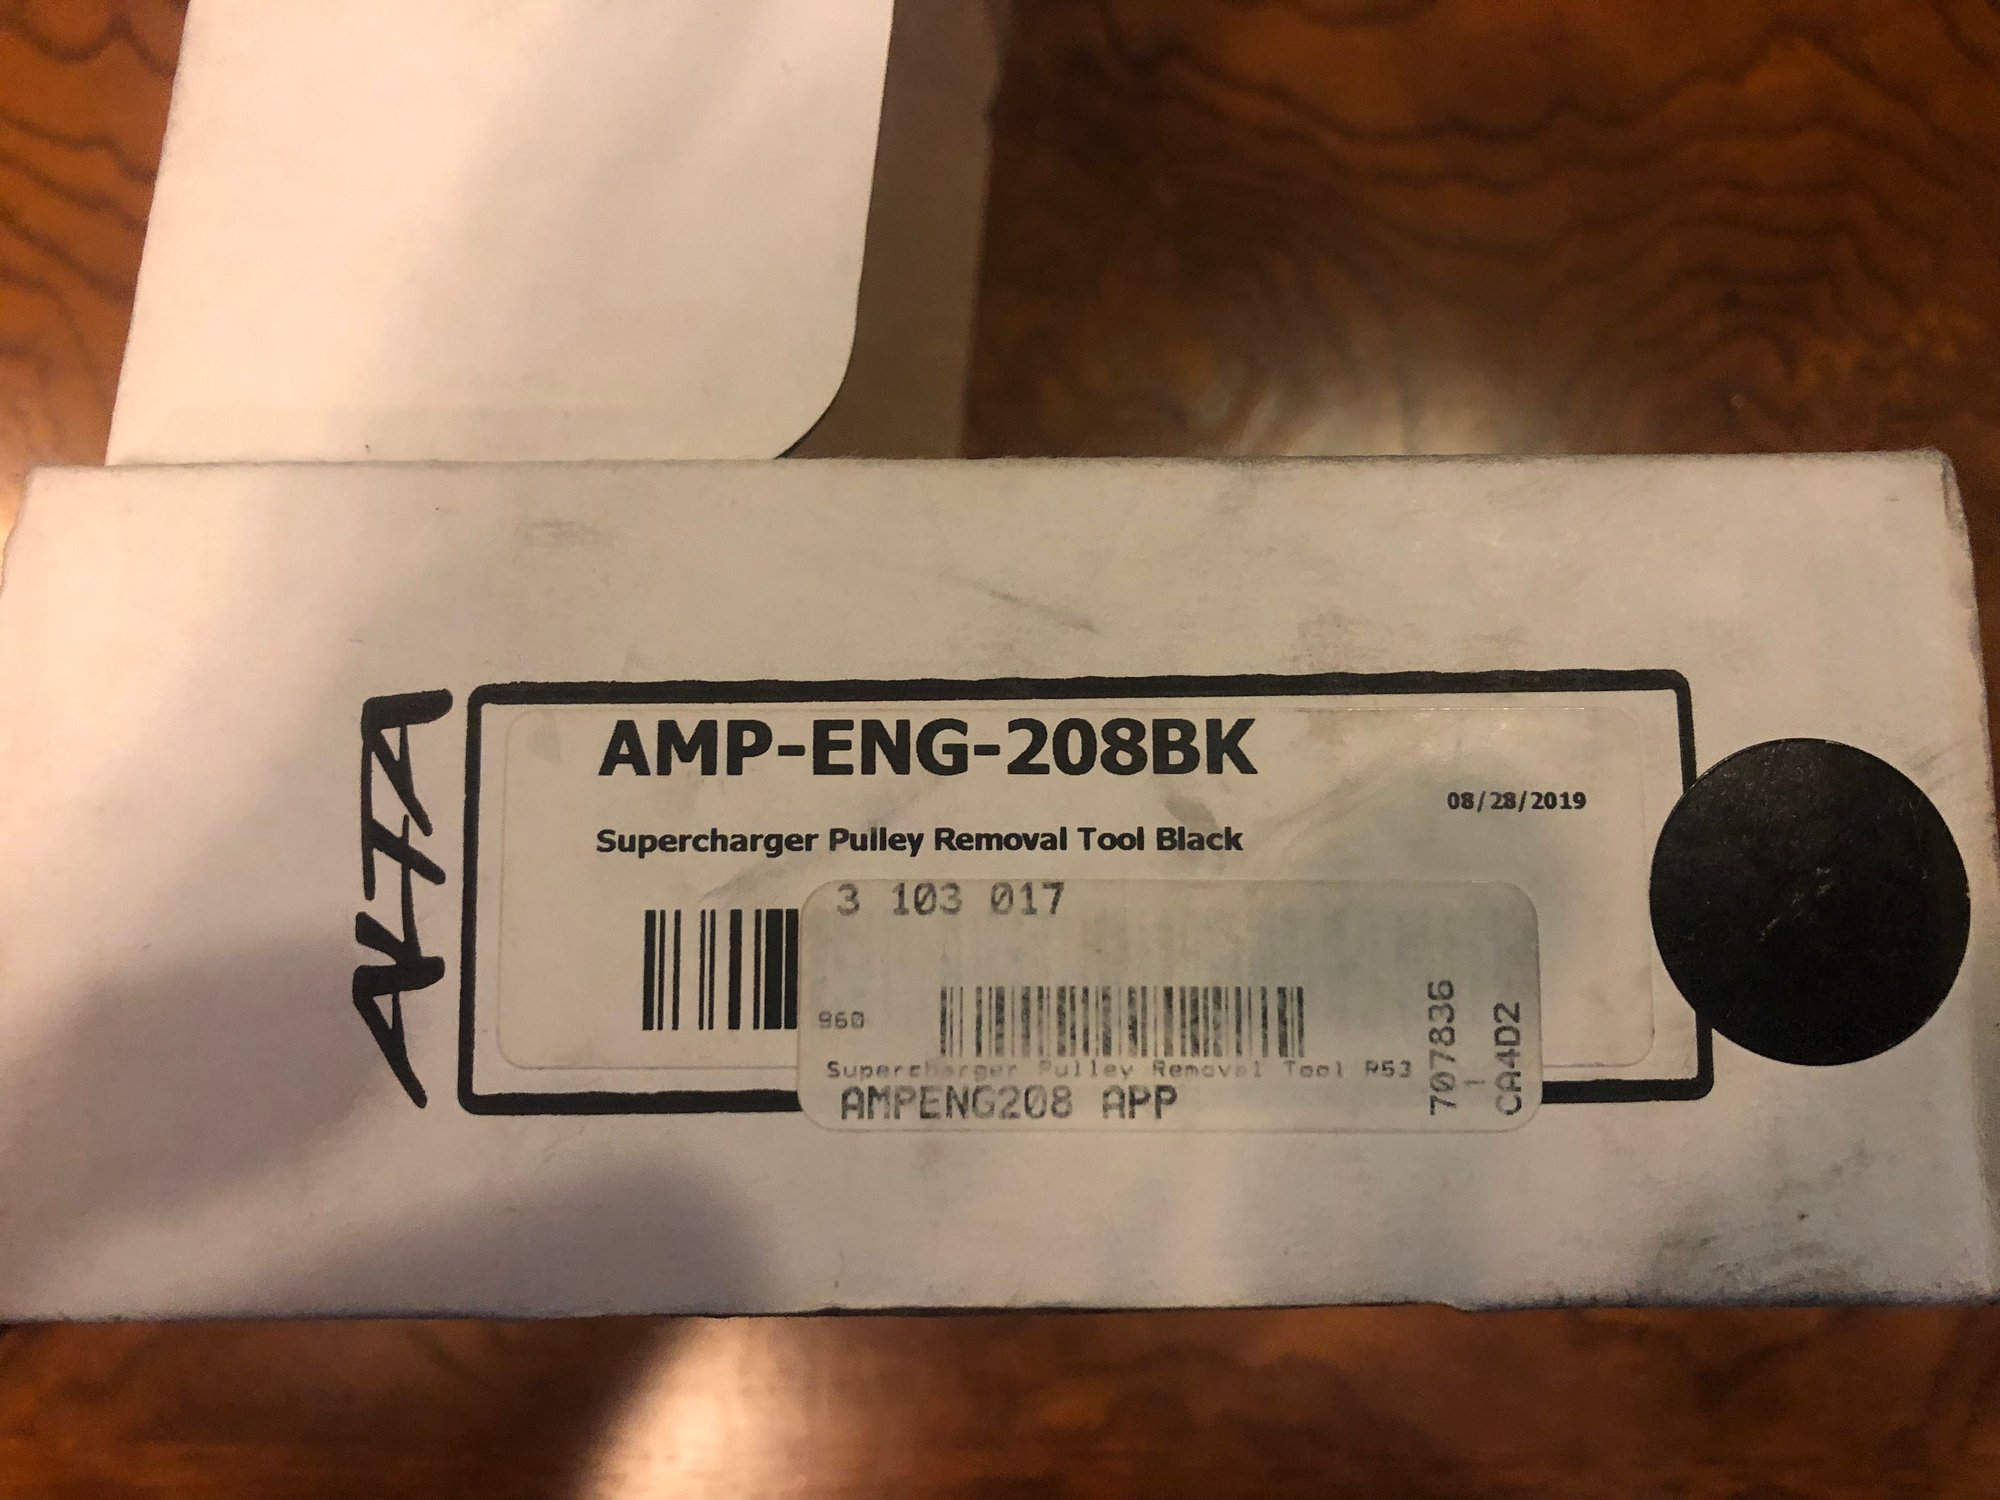 ALTA
AMP-ENG-208BK
08/28/2019
Supercharger Pulley Removal Tool Black
3 103 017
960
Supercharger Pulley Removal Tool R53
AMPENG208 APP
707836
1
CA4D2